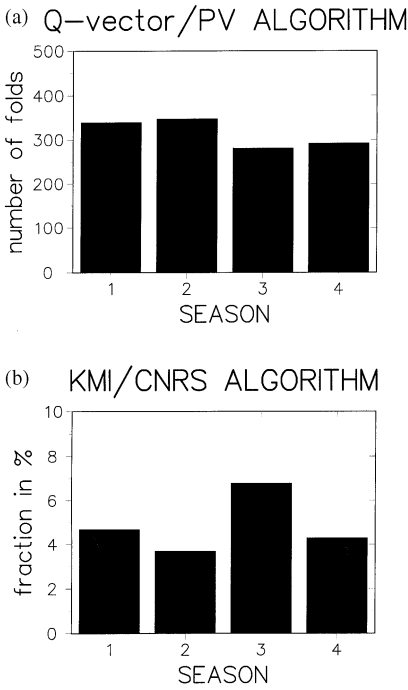 (a) Q-vector/PV ALGORITHM
500
400
300
200
100
0
number of folds
1 2 3 4
SEASON
(b) KMI/CNRS ALGORITHM
10
8
6
4
2
0
fraction in %
1 2 3 4
SEASON